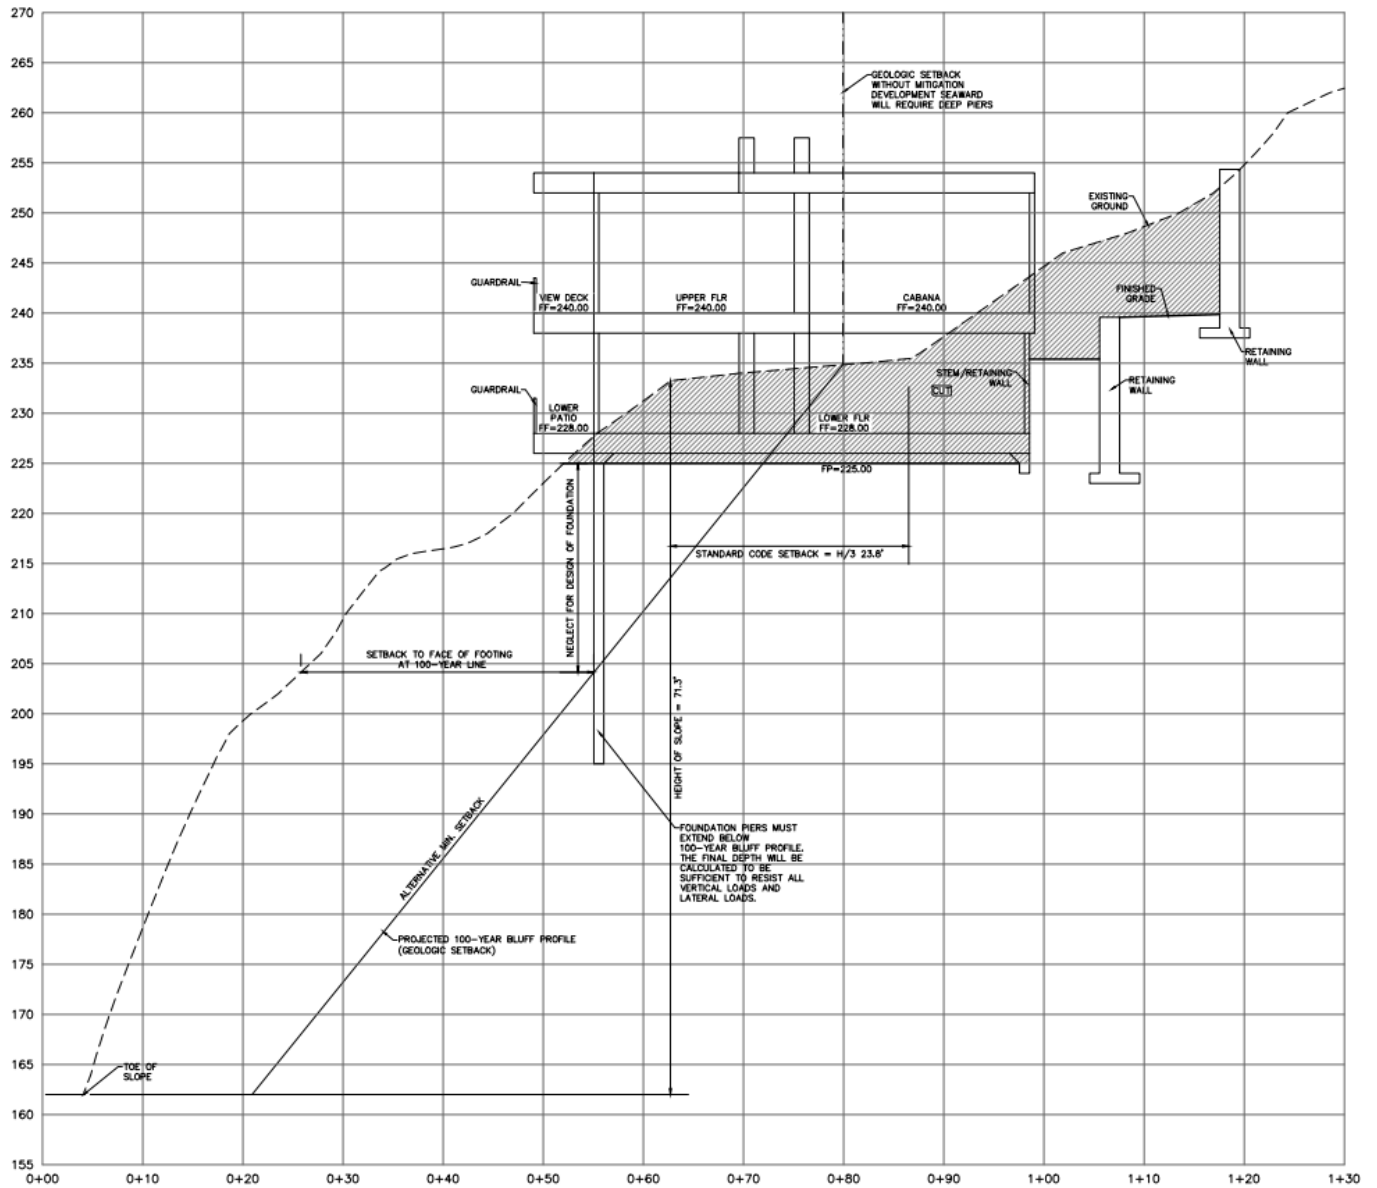 270
265
260
255
250
245
240
235
230
225
220
215
210
205
200
195
190
185
180
175
170
165
160
155
GEOLOGIC SETBACK
WITHOUT MITIGATION
DEVELOPMENT SEAWARD
WILL REQUIRE DEEP PIERS
EXISTING
GROUND
GUARDRAIL
VIEW DECK
FF=240.00
UPPER FLR
FF=240.00
CABANA
FF=240.00
FINISHED
GRADE
RETAINING
WALL
STEM/RETAINING
WALL
RETAINING
WALL
CUT
GUARDRAIL
LOWER
PATIO
FF=228.00
LOWER FLR
FF=228.00
FP=225.00
NEGLECT FOR DESIGN OF FOUNDATION
STANDARD CODE SETBACK = H/3 23.8'
SETBACK TO FACE OF FOOTING
AT 100-YEAR LINE
HEIGHT OF SLOPE = 71.3'
ALTERNATIVE MIN. SETBACK
FOUNDATION PIERS MUST
EXTEND BELOW
100-YEAR BLUFF PROFILE.
THE FINAL DEPTH WILL BE
CALCULATED TO BE
SUFFICIENT TO RESIST ALL
VERTICAL LOADS AND
LATERAL LOADS.
PROJECTED 100-YEAR BLUFF PROFILE
(GEOLOGIC SETBACK)
TOE OF
SLOPE
0+00 0+10 0+20 0+30 0+40 0+50 0+60 0+70 0+80 0+90 1+00 1+10 1+20 1+30